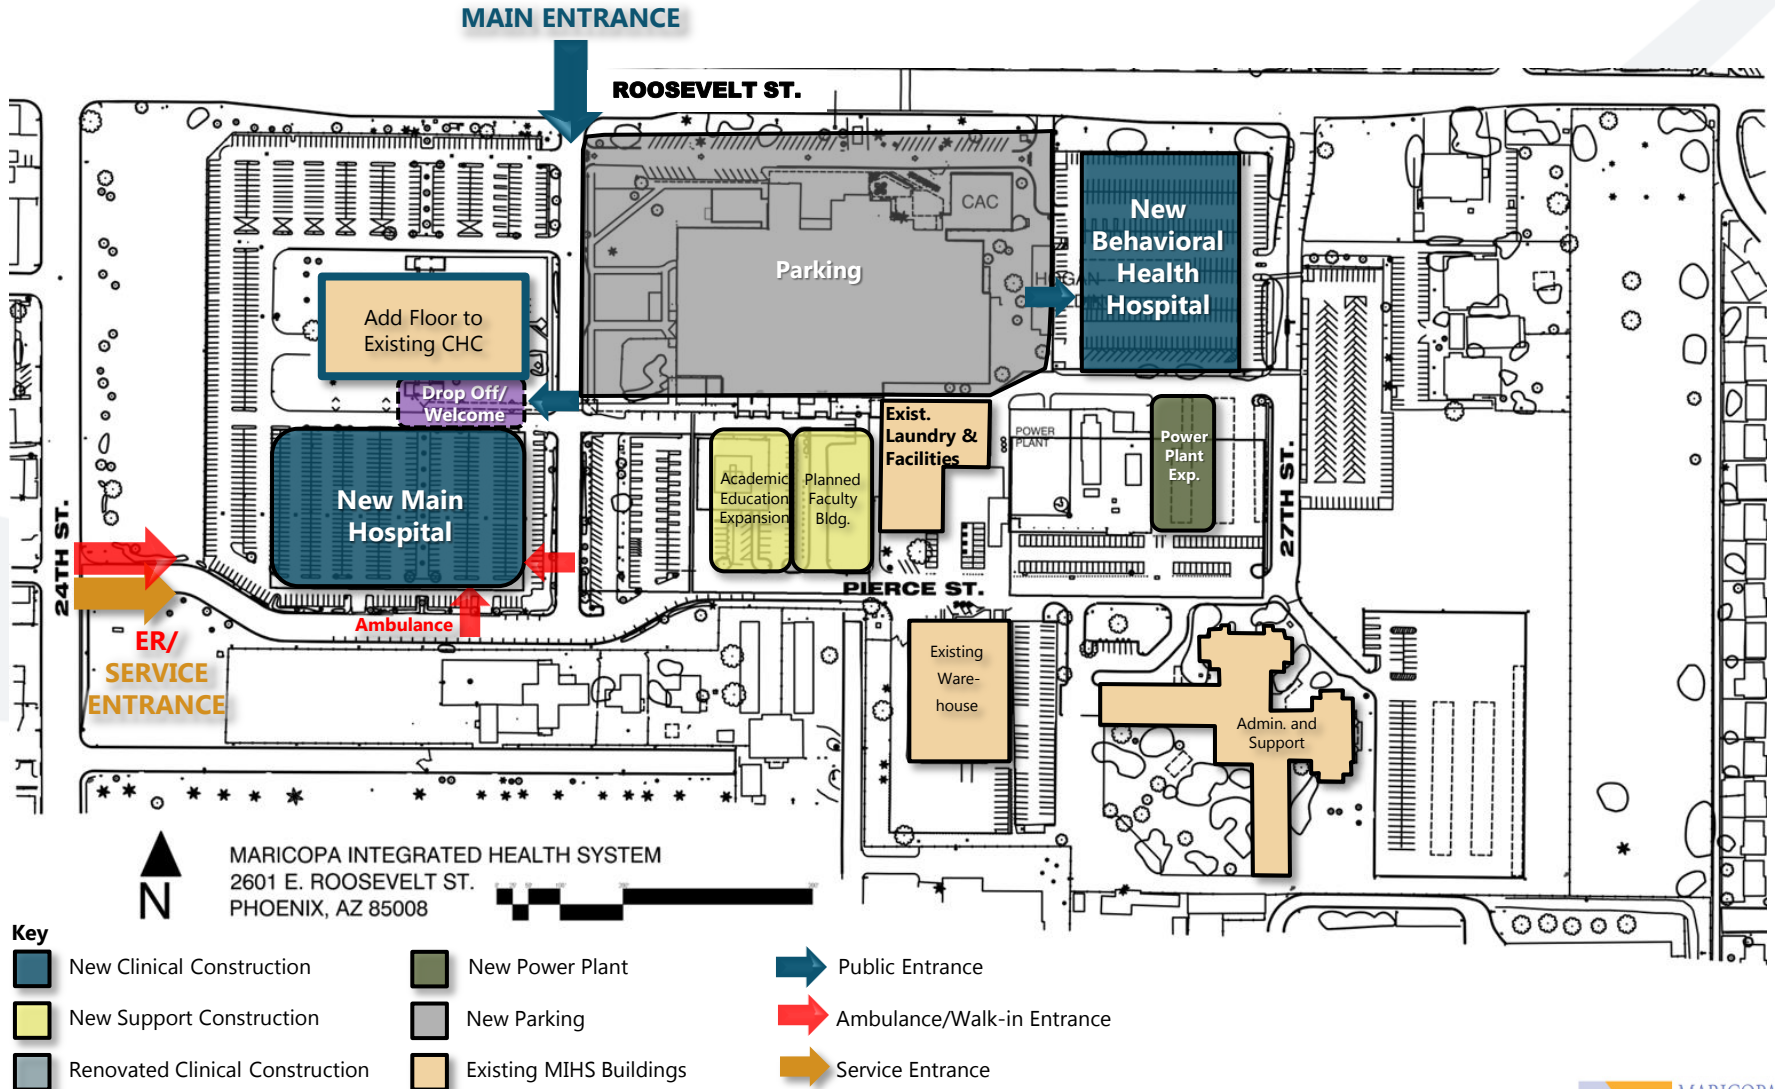 MAIN ENTRANCE
ROOSEVELT ST.
CAC
New
Behavioral
Health
Hospital
Parking
Add Floor to
Existing CHC
Drop Off/
Welcome
Exist.
Laundry &
Facilities
POWER
PLANT
Power
Plant
Exp.
Academic
Education
Expansion
Planned
Faculty
Bldg.
New Main
Hospital
24TH ST.
27TH ST.
PIERCE ST.
Ambulance
ER/
SERVICE
ENTRANCE
Existing
Ware-
house
Admin. and
Support
N
MARICOPA INTEGRATED HEALTH SYSTEM
2601 E. ROOSEVELT ST.
PHOENIX, AZ 85008
Key
New Clinical Construction
New Support Construction
Renovated Clinical Construction
New Power Plant
New Parking
Existing MIHS Buildings
Public Entrance
Ambulance/Walk-in Entrance
Service Entrance
MARICOPA